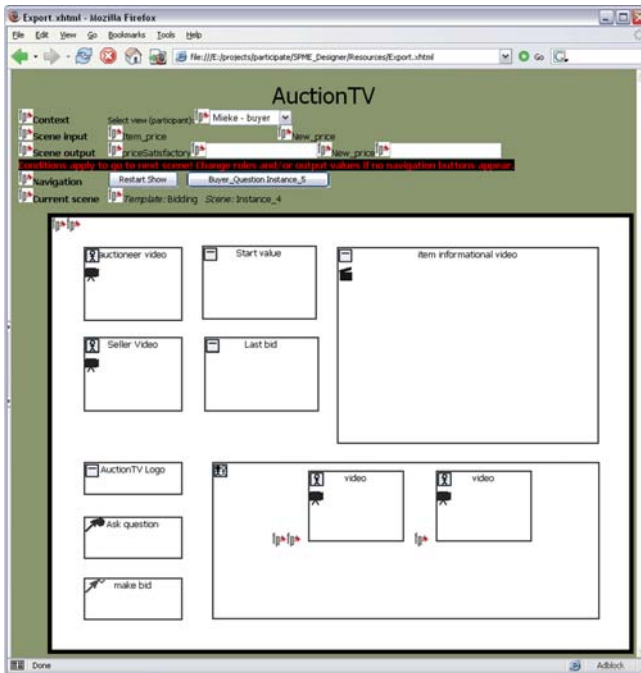 Export.xhtml - Mozilla Firefox
File Edit View Go Bookmarks Tools Help
file:///E:/projects/participate/SPME_Designer/Resources/Export.xhtml Go
AuctionTV
Context Select view (participant): Mieke - buyer
Scene input Item_price New_price
Scene output priceSatisfactory New_price
Conditions apply to go to next scene! Change roles and/or output values if no navigation buttons appear.
Navigation Restart Show Buyer_Question.Instance_5
Current scene Template: Bidding Scene: Instance_4
auctioneer video Start value item informational video
Seller Video Last bid
AuctionTV Logo
video video
Ask question
make bid
Done Adblock